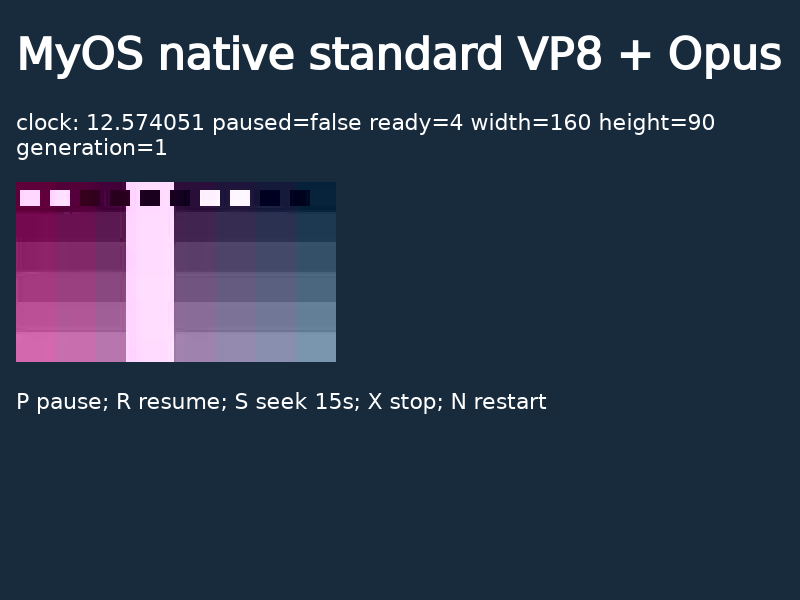 MyOS native standard VP8 + Opus
clock: 12.574051 paused=false ready=4 width=160 height=90
generation=1
P pause; R resume; S seek 15s; X stop; N restart